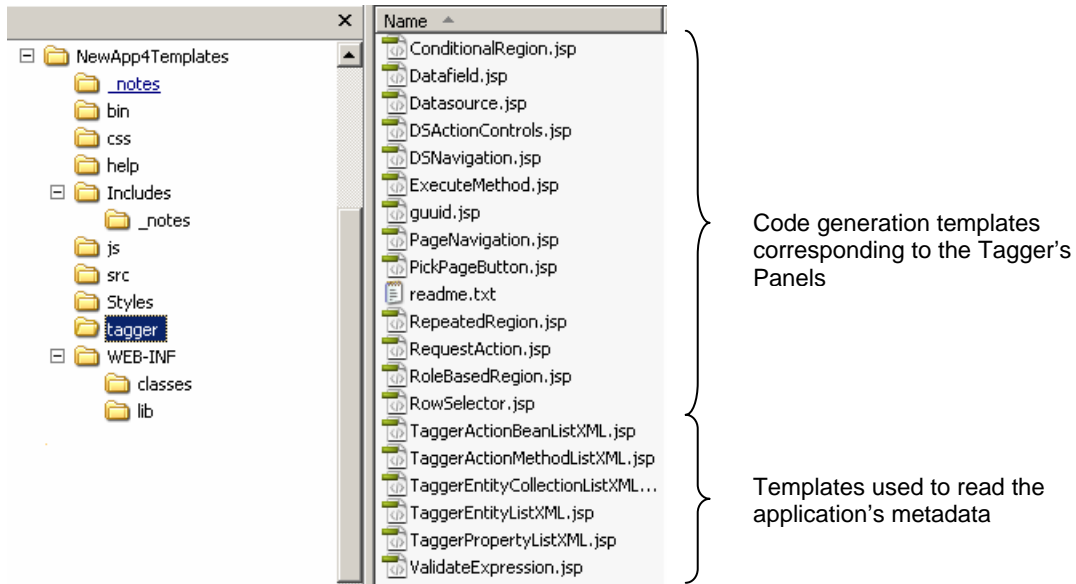 NewApp4Templates
_notes
bin
css
help
Includes
_notes
js
src
Styles
tagger
WEB-INF
classes
lib
Name
ConditionalRegion.jsp
Datafield.jsp
Datasource.jsp
DSActionControls.jsp
DSNavigation.jsp
ExecuteMethod.jsp
guuid.jsp
PageNavigation.jsp
PickPageButton.jsp
readme.txt
RepeatedRegion.jsp
RequestAction.jsp
RoleBasedRegion.jsp
RowSelector.jsp
TaggerActionBeanListXML.jsp
TaggerActionMethodListXML.jsp
TaggerEntityCollectionListXML...
TaggerEntityListXML.jsp
TaggerPropertyListXML.jsp
ValidateExpression.jsp
Code generation templates
corresponding to the Tagger's
Panels
Templates used to read the
application's metadata